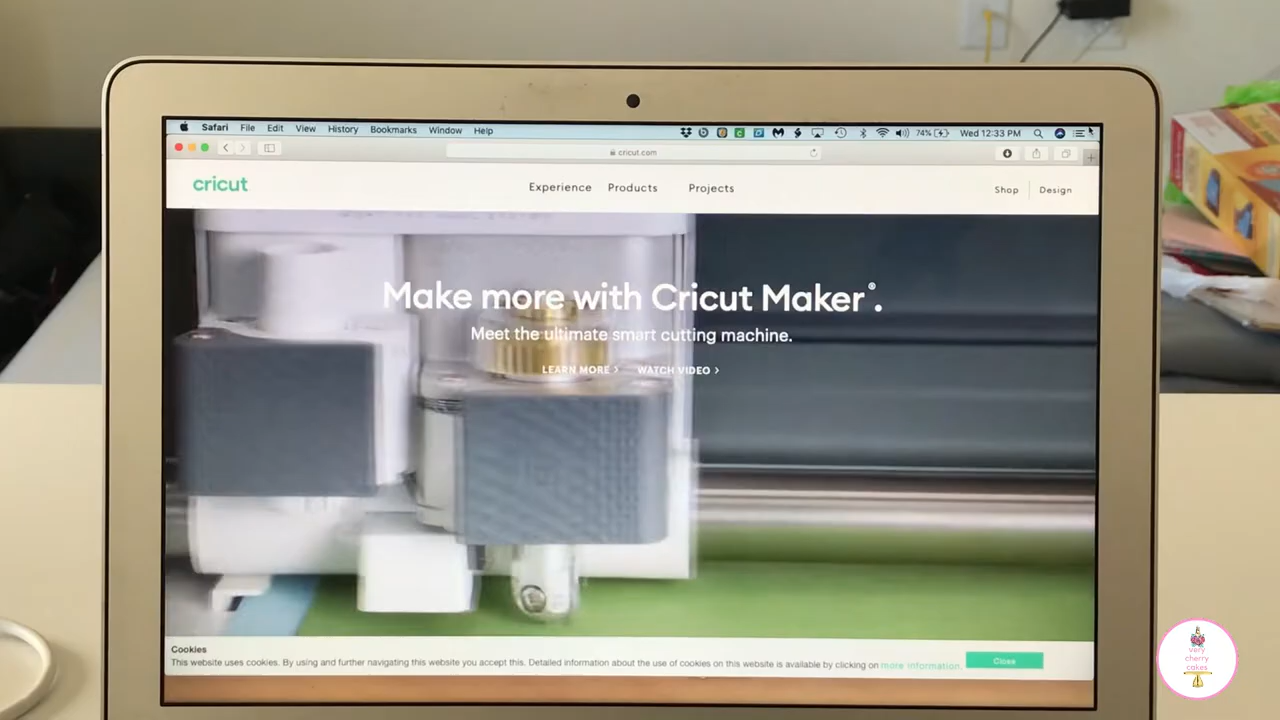 Safari File Edit View History Bookmarks Window Help 74% Wed 12:33 PM
cricut.com
cricut Experience Products Projects Shop Design
Make more with Cricut Maker®.
Meet the ultimate smart cutting machine.
LEARN MORE > WATCH VIDEO >
Cookies
This website uses cookies. By using and further navigating this website you accept this. Detailed information about the use of cookies on this website is available by clicking on more information. Close
very
cherry
cakes